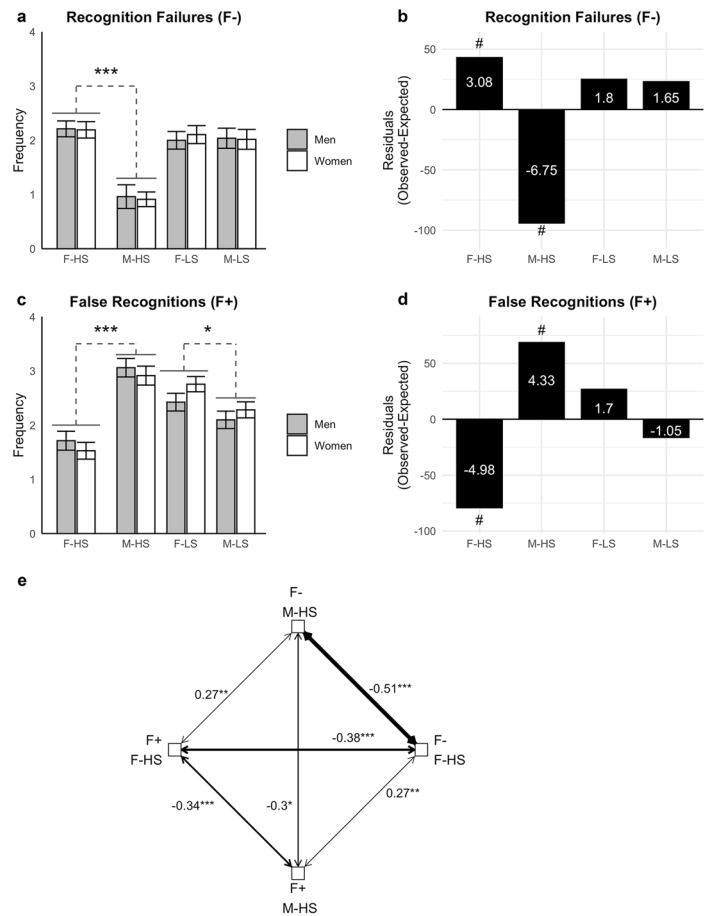 a
Recognition Failures (F-)
4
3
2
1
0
Frequency
***
F-HS
M-HS
F-LS
M-LS
Men
Women
b
Recognition Failures (F-)
50
0
-50
-100
Residuals
(Observed-Expected)
#
3.08
-6.75
#
1.8
1.65
F-HS
M-HS
F-LS
M-LS
c
False Recognitions (F+)
4
3
2
1
0
Frequency
***
*
F-HS
M-HS
F-LS
M-LS
Men
Women
d
False Recognitions (F+)
50
0
-50
-100
Residuals
(Observed-Expected)
-4.98
#
#
4.33
1.7
-1.05
F-HS
M-HS
F-LS
M-LS
e
F-
M-HS
0.27**
-0.51***
F+
F-HS
-0.38***
F-
F-HS
-0.34***
-0.3*
0.27**
F+
M-HS